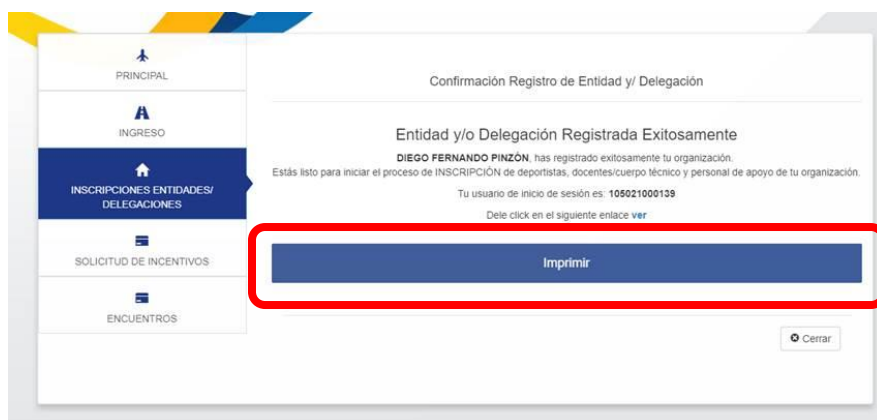 PRINCIPAL
INGRESO
INSCRIPCIONES ENTIDADES/
DELEGACIONES
SOLICITUD DE INCENTIVOS
ENCUENTROS
Confirmación Registro de Entidad y/ Delegación
Entidad y/o Delegación Registrada Exitosamente
DIEGO FERNANDO PINZÓN, has registrado exitosamente tu organización.
Estás listo para iniciar el proceso de INSCRIPCIÓN de deportistas, docentes/cuerpo técnico y personal de apoyo de tu organización.
Tu usuario de inicio de sesión es: 105021000139
Dele click en el siguiente enlace ver
Imprimir
Cerrar